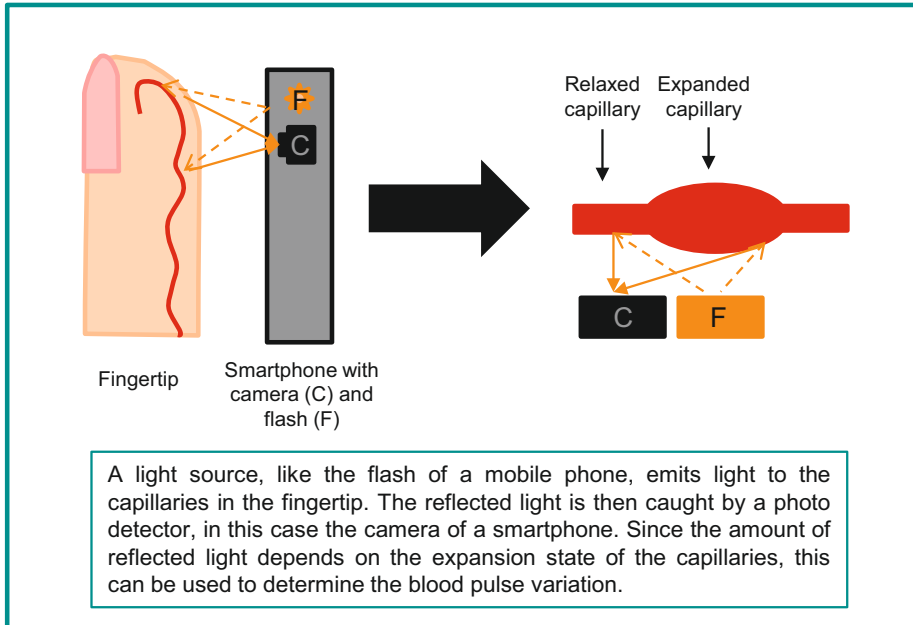 F
C
Relaxed
capillary
Expanded
capillary
C
F
Fingertip
Smartphone with
camera (C) and
flash (F)
A light source, like the flash of a mobile phone, emits light to the
capillaries in the fingertip. The reflected light is then caught by a photo
detector, in this case the camera of a smartphone. Since the amount of
reflected light depends on the expansion state of the capillaries, this
can be used to determine the blood pulse variation.